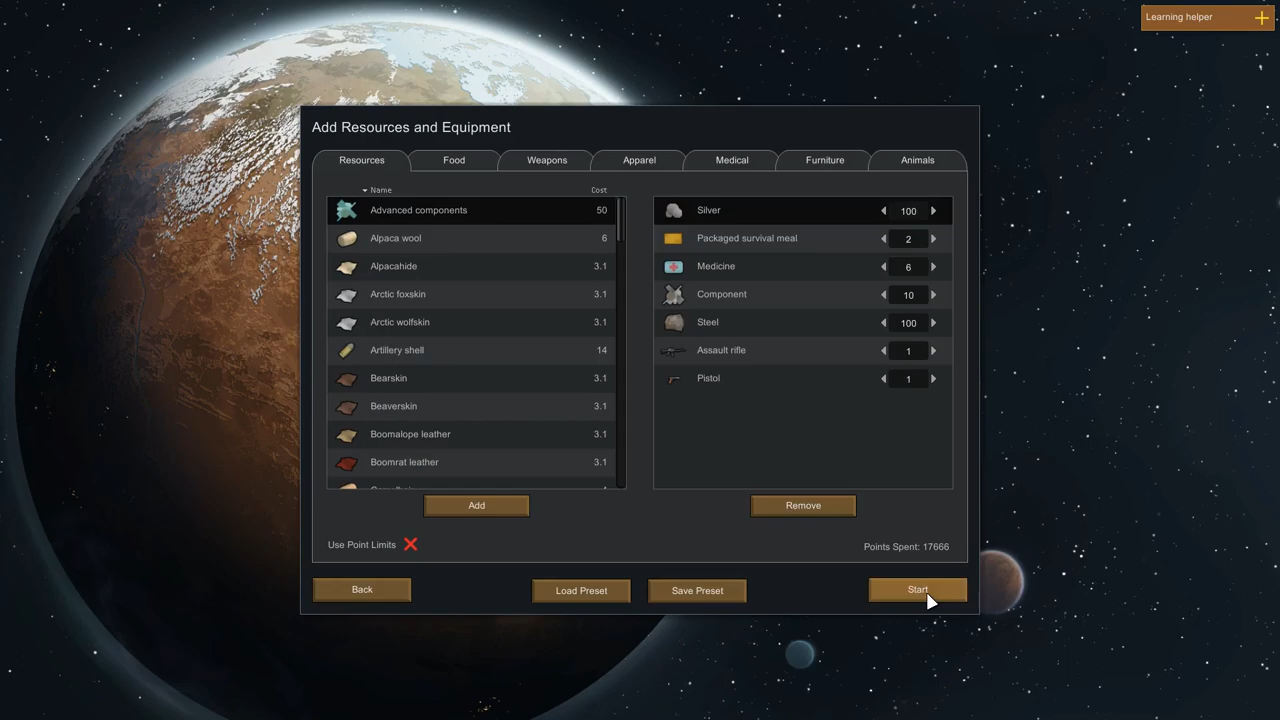 Learning helper
Add Resources and Equipment
Resources Food Weapons Apparel Medical Furniture Animals
Name Cost
Advanced components 50
Alpaca wool 6
Alpacahide 3.1
Arctic foxskin 3.1
Arctic wolfskin 3.1
Artillery shell 14
Bearskin 3.1
Beaverskin 3.1
Boomalope leather 3.1
Boomrat leather 3.1
Silver 100
Packaged survival meal 2
Medicine 6
Component 10
Steel 100
Assault rifle 1
Pistol 1
Add
Remove
Use Point Limits
Points Spent: 17666
Back
Load Preset
Save Preset
Start